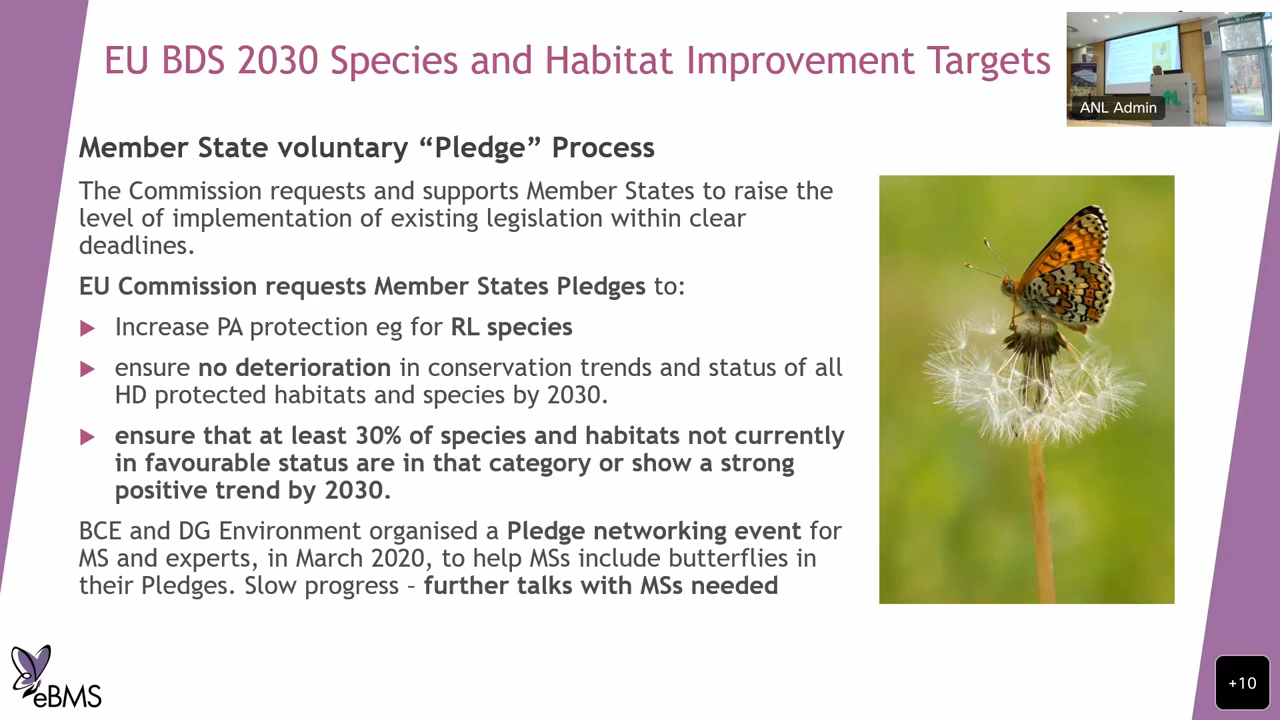 EU BDS 2030 Species and Habitat Improvement Targets
ANL Admin
Member State voluntary “Pledge” Process
The Commission requests and supports Member States to raise the
level of implementation of existing legislation within clear
deadlines.
EU Commission requests Member States Pledges to:
Increase PA protection eg for RL species
ensure no deterioration in conservation trends and status of all
HD protected habitats and species by 2030.
ensure that at least 30% of species and habitats not currently
in favourable status are in that category or show a strong
positive trend by 2030.
BCE and DG Environment organised a Pledge networking event for
MS and experts, in March 2020, to help MSs include butterflies in
their Pledges. Slow progress – further talks with MSs needed
eBMS
+10